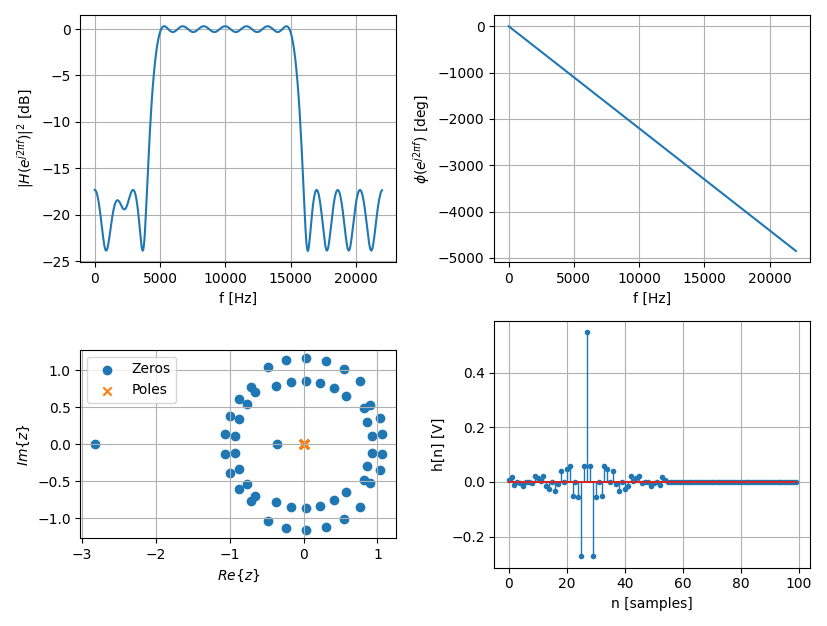 0
−5
−10
−15
−20
−25
|H(e^{j2πf})|² [dB]
0 5000 10000 15000 20000
f [Hz]
0
−1000
−2000
−3000
−4000
−5000
ϕ(e^{j2πf}) [deg]
0 5000 10000 15000 20000
f [Hz]
1.0
0.5
0.0
−0.5
−1.0
Im{z}
Zeros
Poles
−3 −2 −1 0 1
Re{z}
0.4
0.2
0.0
−0.2
h[n] [V]
0 20 40 60 80 100
n [samples]